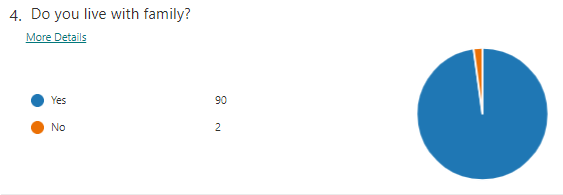 4. Do you live with family?
More Details
Yes 90
No 2